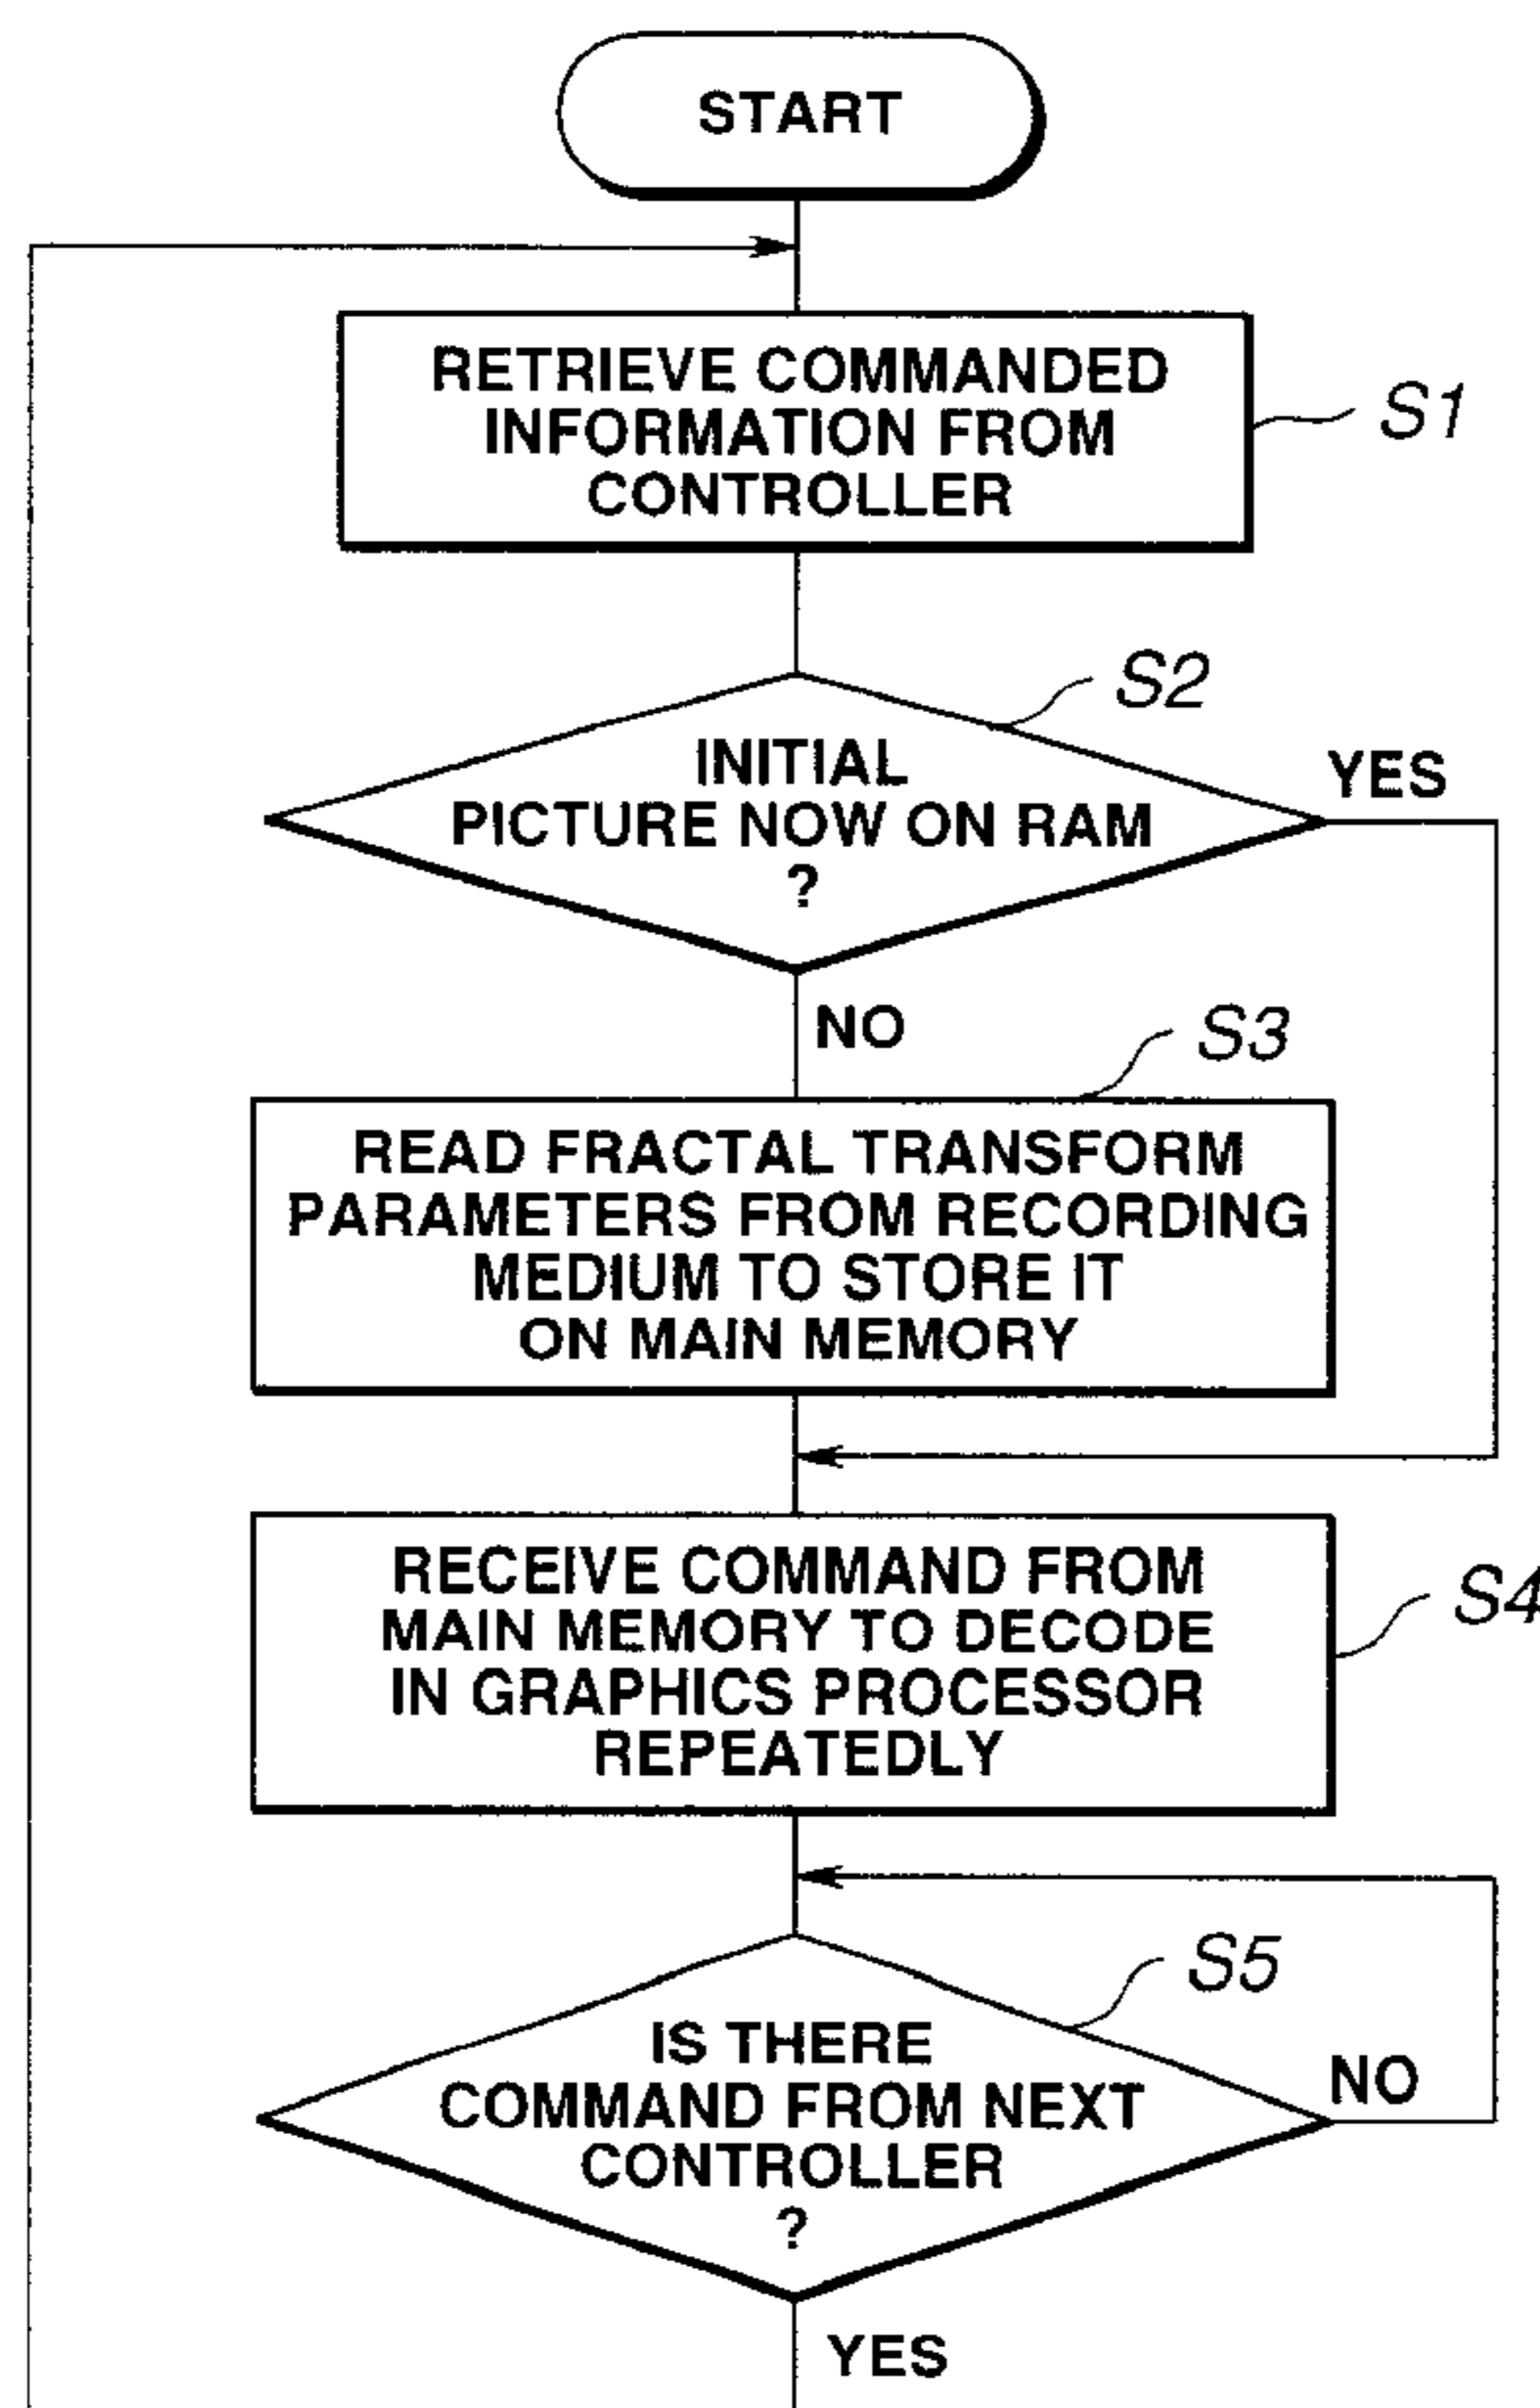 START
RETRIEVE COMMANDED
INFORMATION FROM
CONTROLLER
S1
S2
INITIAL
PICTURE NOW ON RAM
?
YES
NO
S3
READ FRACTAL TRANSFORM
PARAMETERS FROM RECORDING
MEDIUM TO STORE IT
ON MAIN MEMORY
RECEIVE COMMAND FROM
MAIN MEMORY TO DECODE
IN GRAPHICS PROCESSOR
REPEATEDLY
S4
S5
IS THERE
COMMAND FROM NEXT
CONTROLLER
?
NO
YES